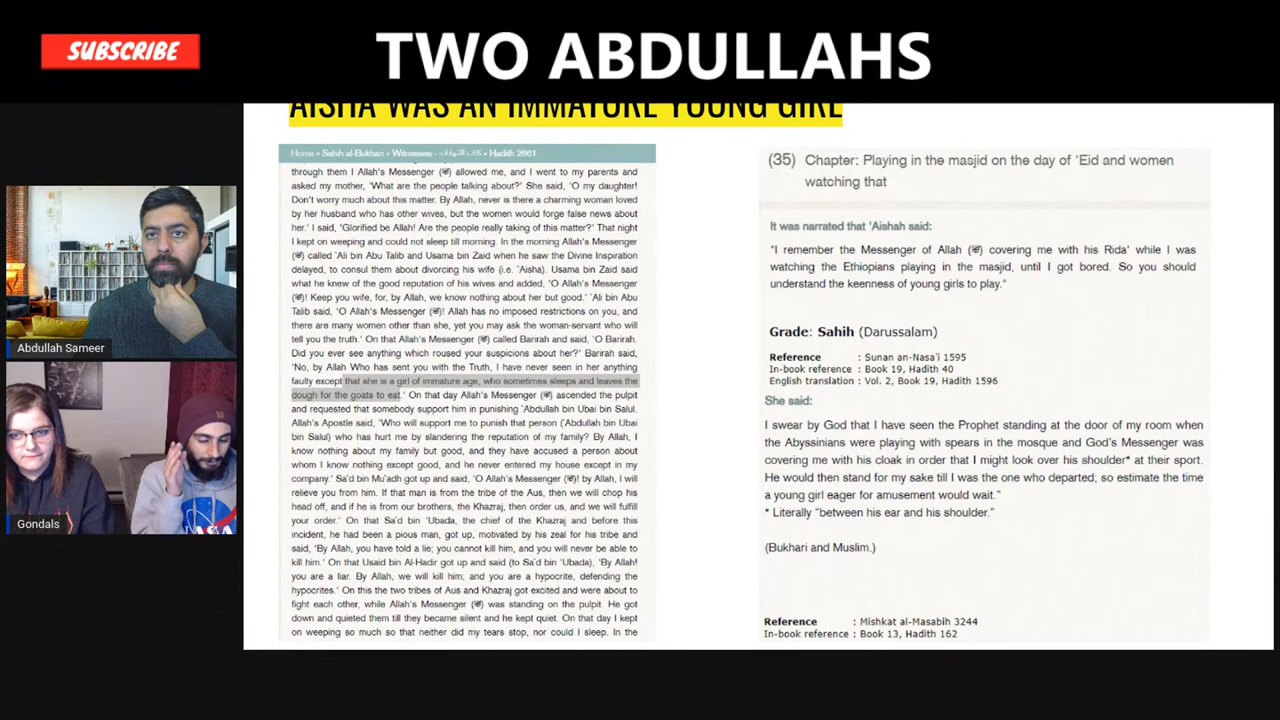 SUBSCRIBE
TWO ABDULLAHS
AISHA WAS AN IMMATURE YOUNG GIRL
Home » Sahih al-Bukhari » Witnesses - كتاب الشهادات » Hadith 2661
through them I Allah's Messenger (ﷺ) allowed me, and I went to my parents and
asked my mother, 'What are the people talking about?' She said, 'O my daughter!
Don't worry much about this matter. By Allah, never is there a charming woman loved
by her husband who has other wives, but the women would forge false news about
her.' I said, 'Glorified be Allah! Are the people really taking of this matter?' That night
I kept on weeping and could not sleep till morning. In the morning Allah's Messenger
(ﷺ) called `Ali bin Abu Talib and Usama bin Zaid when he saw the Divine Inspiration
delayed, to consul them about divorcing his wife (i.e. `Aisha). Usama bin Zaid said
what he knew of the good reputation of his wives and added, 'O Allah's Messenger
(ﷺ)! Keep you wife, for, by Allah, we know nothing about her but good.' `Ali bin Abu
Talib said, 'O Allah's Messenger (ﷺ)! Allah has no imposed restrictions on you, and
there are many women other than she, yet you may ask the woman-servant who will
tell you the truth.' On that Allah's Messenger (ﷺ) called Barirah and said, 'O Barirah.
Did you ever see anything which roused your suspicions about her?' Barirah said,
'No, by Allah Who has sent you with the Truth, I have never seen in her anything
faulty except that she is a girl of immature age, who sometimes sleeps and leaves the
dough for the goats to eat.' On that day Allah's Messenger (ﷺ) ascended the pulpit
and requested that somebody support him in punishing `Abdullah bin Ubai bin Salul.
Allah's Apostle said, 'Who will support me to punish that person (`Abdullah bin Ubai
bin Salul) who has hurt me by slandering the reputation of my family? By Allah, I
know nothing about my family but good, and they have accused a person about
whom I know nothing except good, and he never entered my house except in my
company.' Sa`d bin Mu`adh got up and said, 'O Allah's Messenger (ﷺ)! by Allah, I will
relieve you from him. If that man is from the tribe of the Aus, then we will chop his
head off, and if he is from our brothers, the Khazraj, then order us, and we will fulfill
your order.' On that Sa`d bin `Ubada, the chief of the Khazraj and before this
incident, he had been a pious man, got up, motivated by his zeal for his tribe and
said, 'By Allah, you have told a lie; you cannot kill him, and you will never be able to
kill him.' On that Usaid bin Al-Hadir got up and said (to Sa`d bin `Ubada), 'By Allah!
you are a liar. By Allah, we will kill him; and you are a hypocrite, defending the
hypocrites.' On this the two tribes of Aus and Khazraj got excited and were about to
fight each other, while Allah's Messenger (ﷺ) was standing on the pulpit. He got
down and quieted them till they became silent and he kept quiet. On that day I kept
on weeping so much so that neither did my tears stop, nor could I sleep. In the
(35) Chapter: Playing in the masjid on the day of 'Eid and women
watching that
It was narrated that 'Aishah said:
"I remember the Messenger of Allah (ﷺ) covering me with his Rida' while I was
watching the Ethiopians playing in the masjid, until I got bored. So you should
understand the keenness of young girls to play."
Grade: Sahih (Darussalam)
Reference : Sunan an-Nasa'i 1595
In-book reference : Book 19, Hadith 40
English translation : Vol. 2, Book 19, Hadith 1596
She said:
I swear by God that I have seen the Prophet standing at the door of my room when
the Abyssinians were playing with spears in the mosque and God's Messenger was
covering me with his cloak in order that I might look over his shoulder* at their sport.
He would then stand for my sake till I was the one who departed; so estimate the time
a young girl eager for amusement would wait."
* Literally "between his ear and his shoulder."
(Bukhari and Muslim.)
Reference : Mishkat al-Masabih 3244
In-book reference : Book 13, Hadith 162
Abdullah Sameer
Gondals
NASA